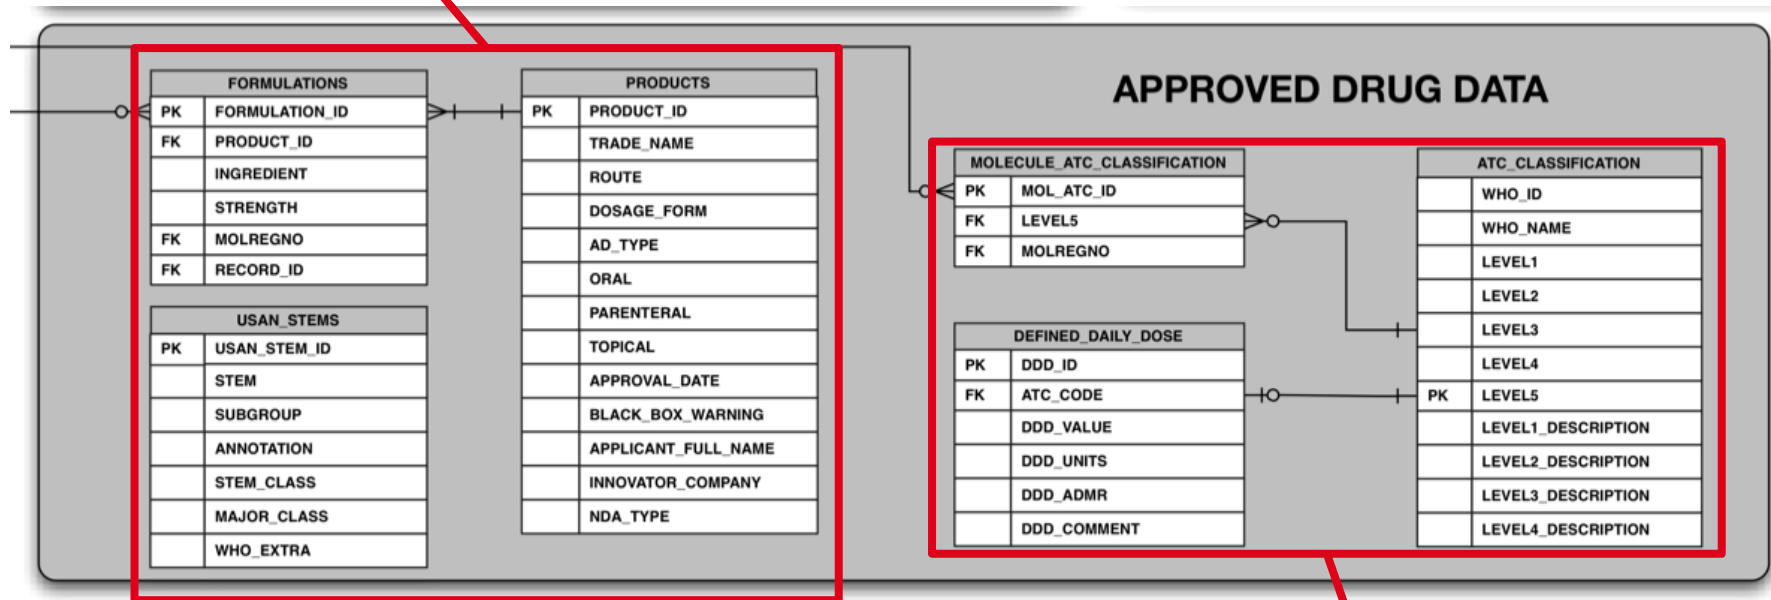 APPROVED DRUG DATA
FORMULATIONS
PK FORMULATION_ID
FK PRODUCT_ID
INGREDIENT
STRENGTH
FK MOLREGNO
FK RECORD_ID
USAN_STEMS
PK USAN_STEM_ID
STEM
SUBGROUP
ANNOTATION
STEM_CLASS
MAJOR_CLASS
WHO_EXTRA
PRODUCTS
PK PRODUCT_ID
TRADE_NAME
ROUTE
DOSAGE_FORM
AD_TYPE
ORAL
PARENTERAL
TOPICAL
APPROVAL_DATE
BLACK_BOX_WARNING
APPLICANT_FULL_NAME
INNOVATOR_COMPANY
NDA_TYPE
MOLECULE_ATC_CLASSIFICATION
PK MOL_ATC_ID
FK LEVEL5
FK MOLREGNO
DEFINED_DAILY_DOSE
PK DDD_ID
FK ATC_CODE
DDD_VALUE
DDD_UNITS
DDD_ADMR
DDD_COMMENT
ATC_CLASSIFICATION
WHO_ID
WHO_NAME
LEVEL1
LEVEL2
LEVEL3
LEVEL4
PK LEVEL5
LEVEL1_DESCRIPTION
LEVEL2_DESCRIPTION
LEVEL3_DESCRIPTION
LEVEL4_DESCRIPTION